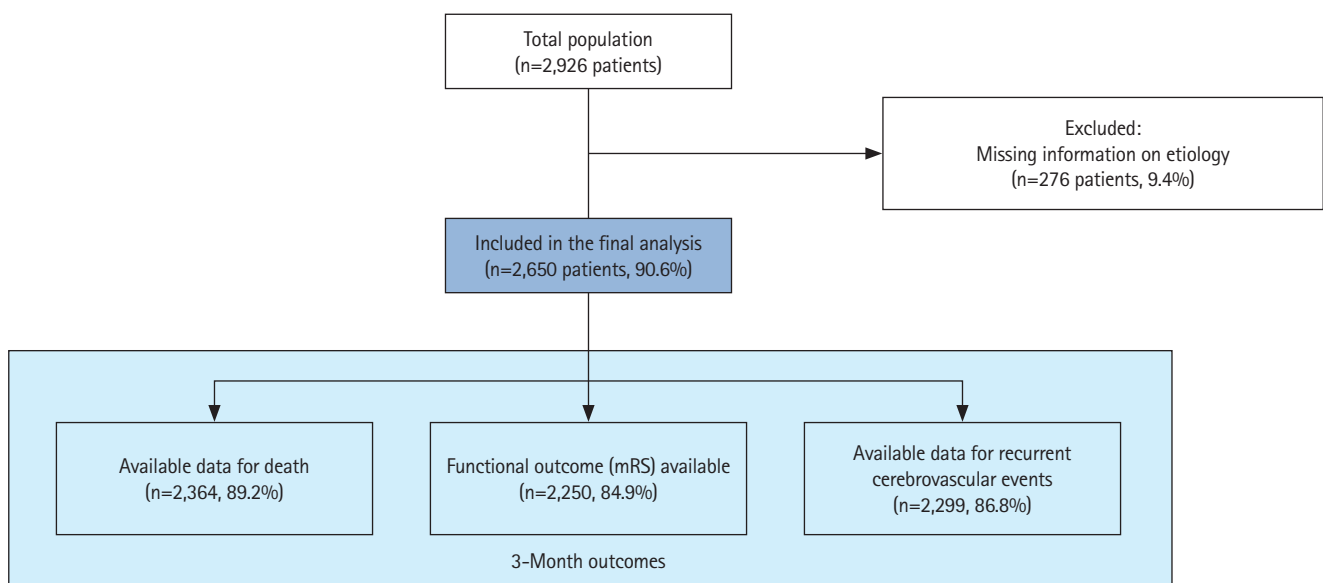 Total population
(n=2,926 patients)
Excluded:
Missing information on etiology
(n=276 patients, 9.4%)
Included in the final analysis
(n=2,650 patients, 90.6%)
Available data for death
(n=2,364, 89.2%)
Functional outcome (mRS) available
(n=2,250, 84.9%)
Available data for recurrent
cerebrovascular events
(n=2,299, 86.8%)
3-Month outcomes